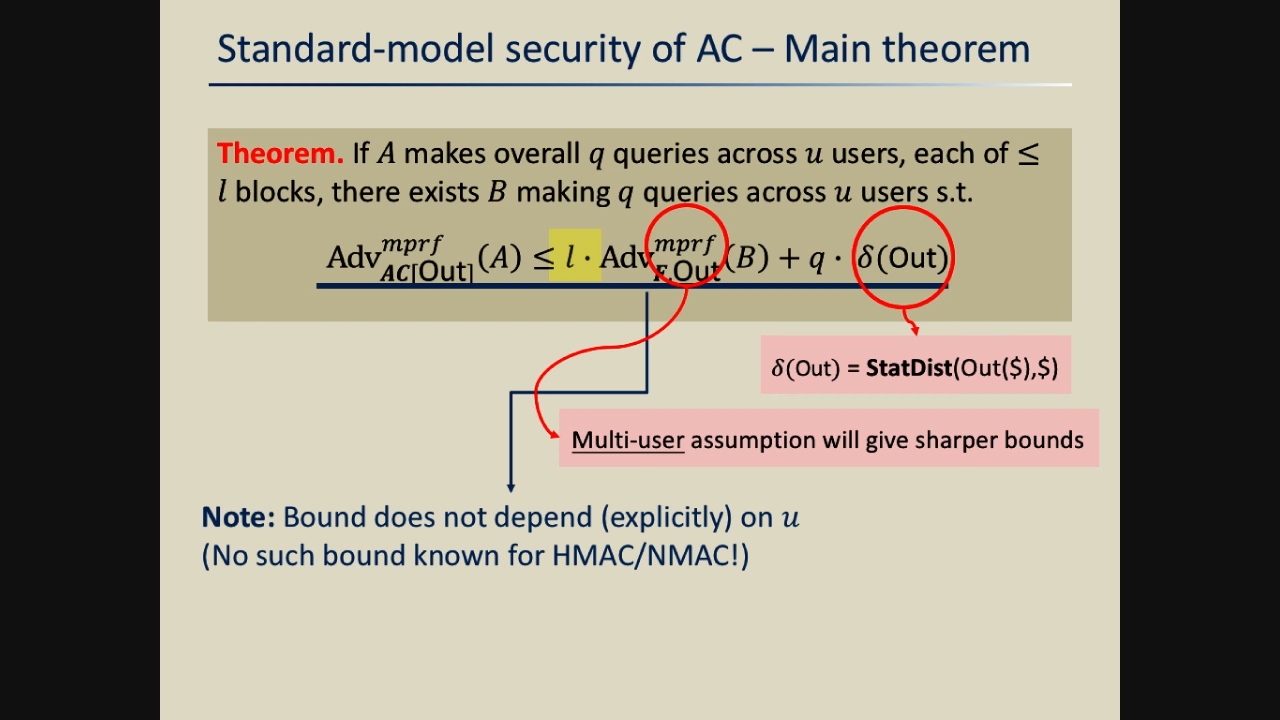 Standard-model security of AC – Main theorem
Theorem. If A makes overall q queries across u users, each of ≤
l blocks, there exists B making q queries across u users s.t.
Adv^{mprf}_{AC[Out]}(A) ≤ l · Adv^{mprf}_{F,Out}(B) + q · δ(Out)
δ(Out) = StatDist(Out($),$)
Multi-user assumption will give sharper bounds
Note: Bound does not depend (explicitly) on u
(No such bound known for HMAC/NMAC!)